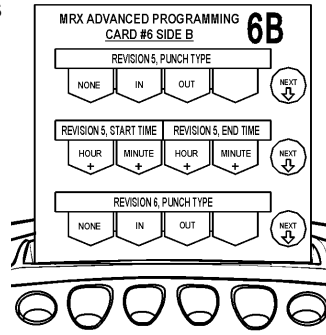 MRX ADVANCED PROGRAMMING
CARD #6 SIDE B
6B
REVISION 5, PUNCH TYPE
NONE IN OUT NEXT
REVISION 5, START TIME REVISION 5, END TIME
HOUR + MINUTE + HOUR + MINUTE + NEXT
REVISION 6, PUNCH TYPE
NONE IN OUT NEXT